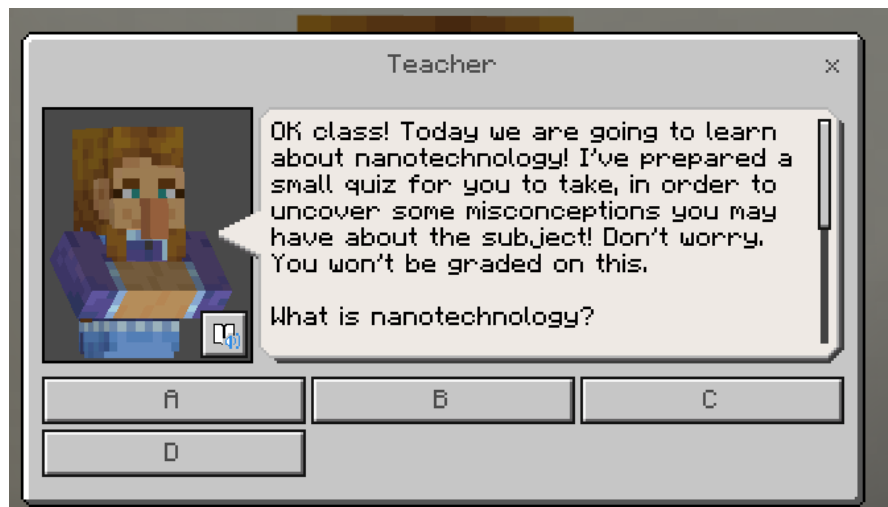 Teacher
x
OK class! Today we are going to learn
about nanotechnology! I've prepared a
small quiz for you to take, in order to
uncover some misconceptions you may
have about the subject! Don't worry.
You won't be graded on this.
What is nanotechnology?
A
B
C
D